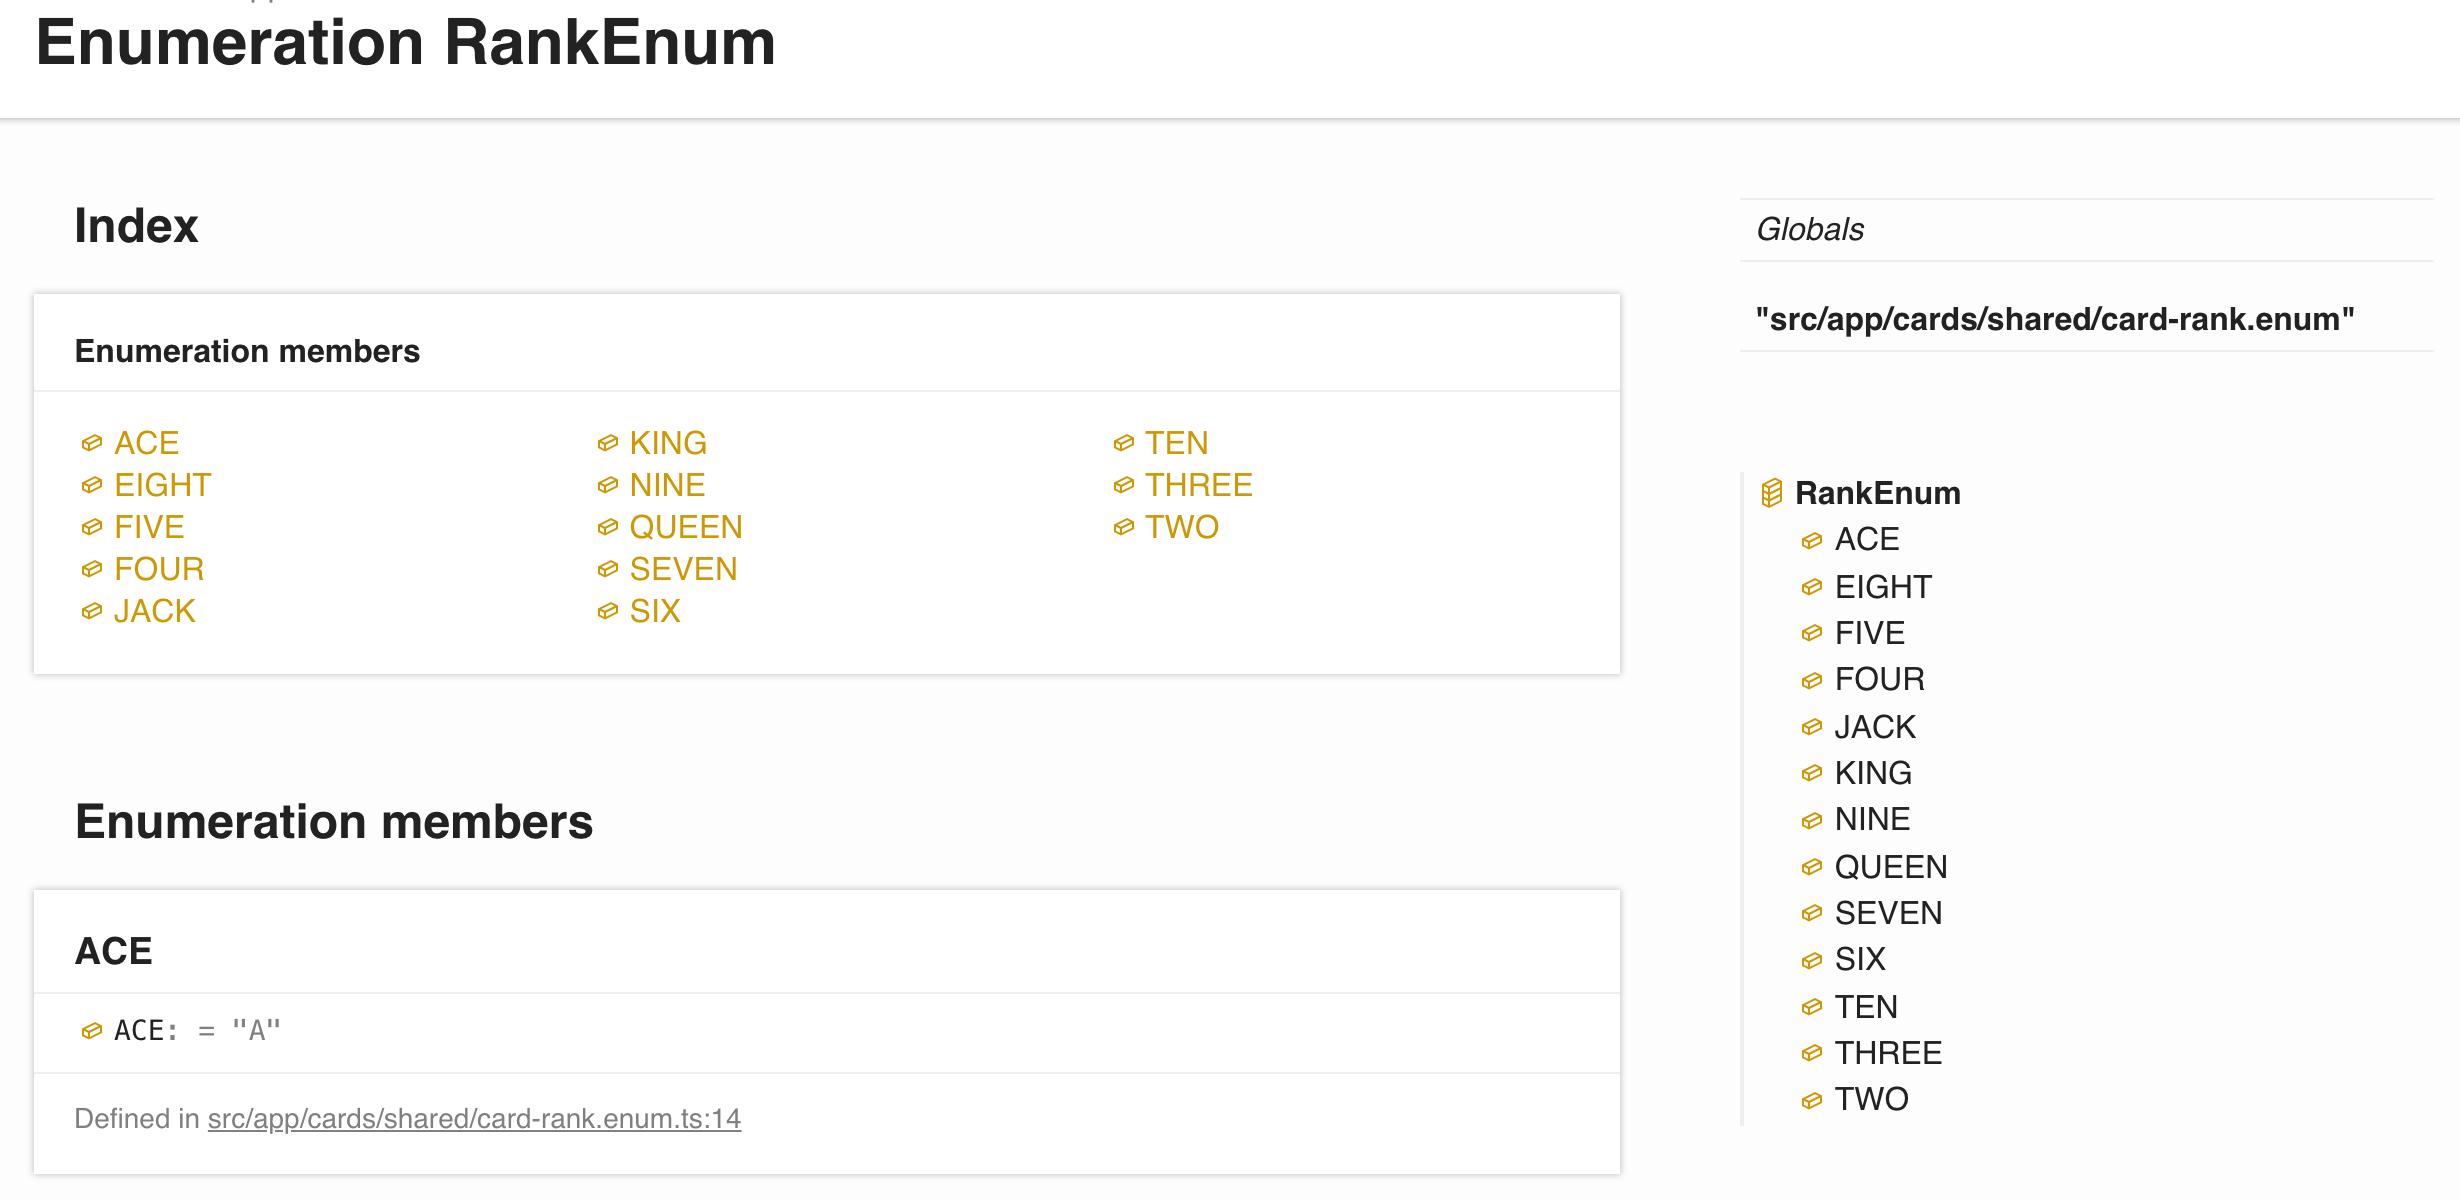 Enumeration RankEnum
Index
Enumeration members
ACE
EIGHT
FIVE
FOUR
JACK
KING
NINE
QUEEN
SEVEN
SIX
TEN
THREE
TWO
Enumeration members
ACE
ACE: = "A"
Defined in src/app/cards/shared/card-rank.enum.ts:14
Globals
"src/app/cards/shared/card-rank.enum"
RankEnum
ACE
EIGHT
FIVE
FOUR
JACK
KING
NINE
QUEEN
SEVEN
SIX
TEN
THREE
TWO